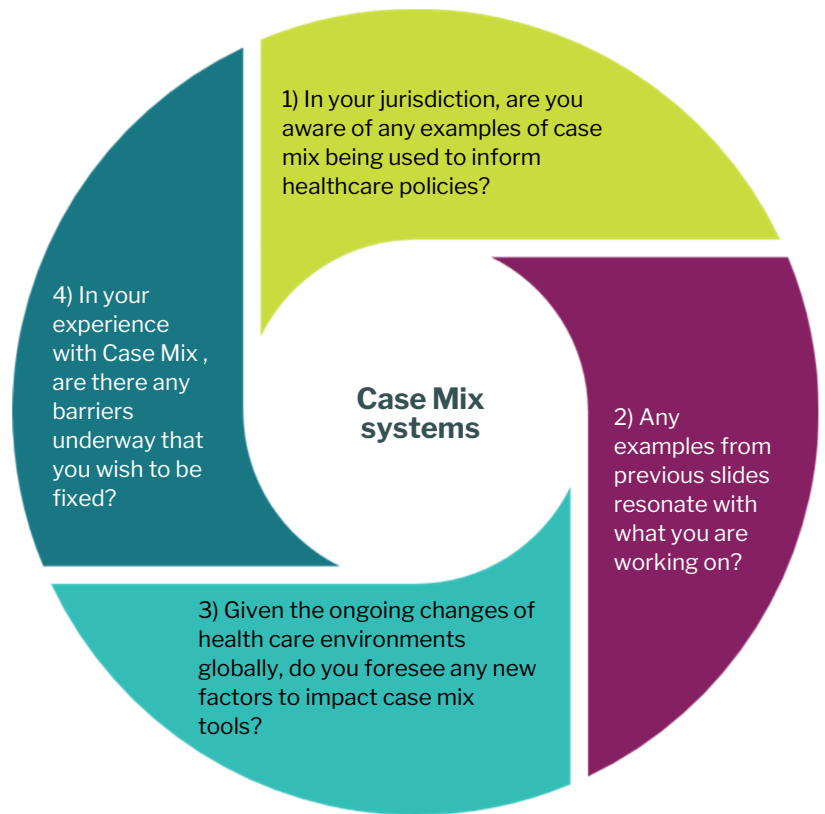 1) In your jurisdiction, are you
aware of any examples of case
mix being used to inform
healthcare policies?
4) In your
experience
with Case Mix ,
are there any
barriers
underway that
you wish to be
fixed?
Case Mix
systems
2) Any
examples from
previous slides
resonate with
what you are
working on?
3) Given the ongoing changes of
health care environments
globally, do you foresee any new
factors to impact case mix
tools?